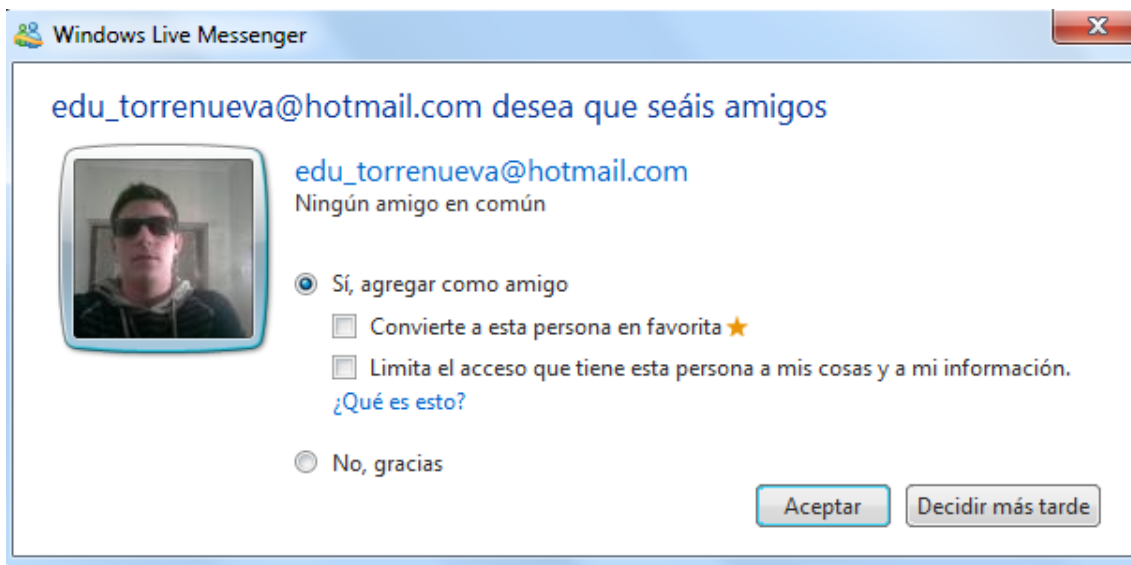 Windows Live Messenger
edu_torrenueva@hotmail.com desea que seáis amigos
edu_torrenueva@hotmail.com
Ningún amigo en común
Sí, agregar como amigo
Convierte a esta persona en favorita
Limita el acceso que tiene esta persona a mis cosas y a mi información.
¿Qué es esto?
No, gracias
Aceptar Decidir más tarde